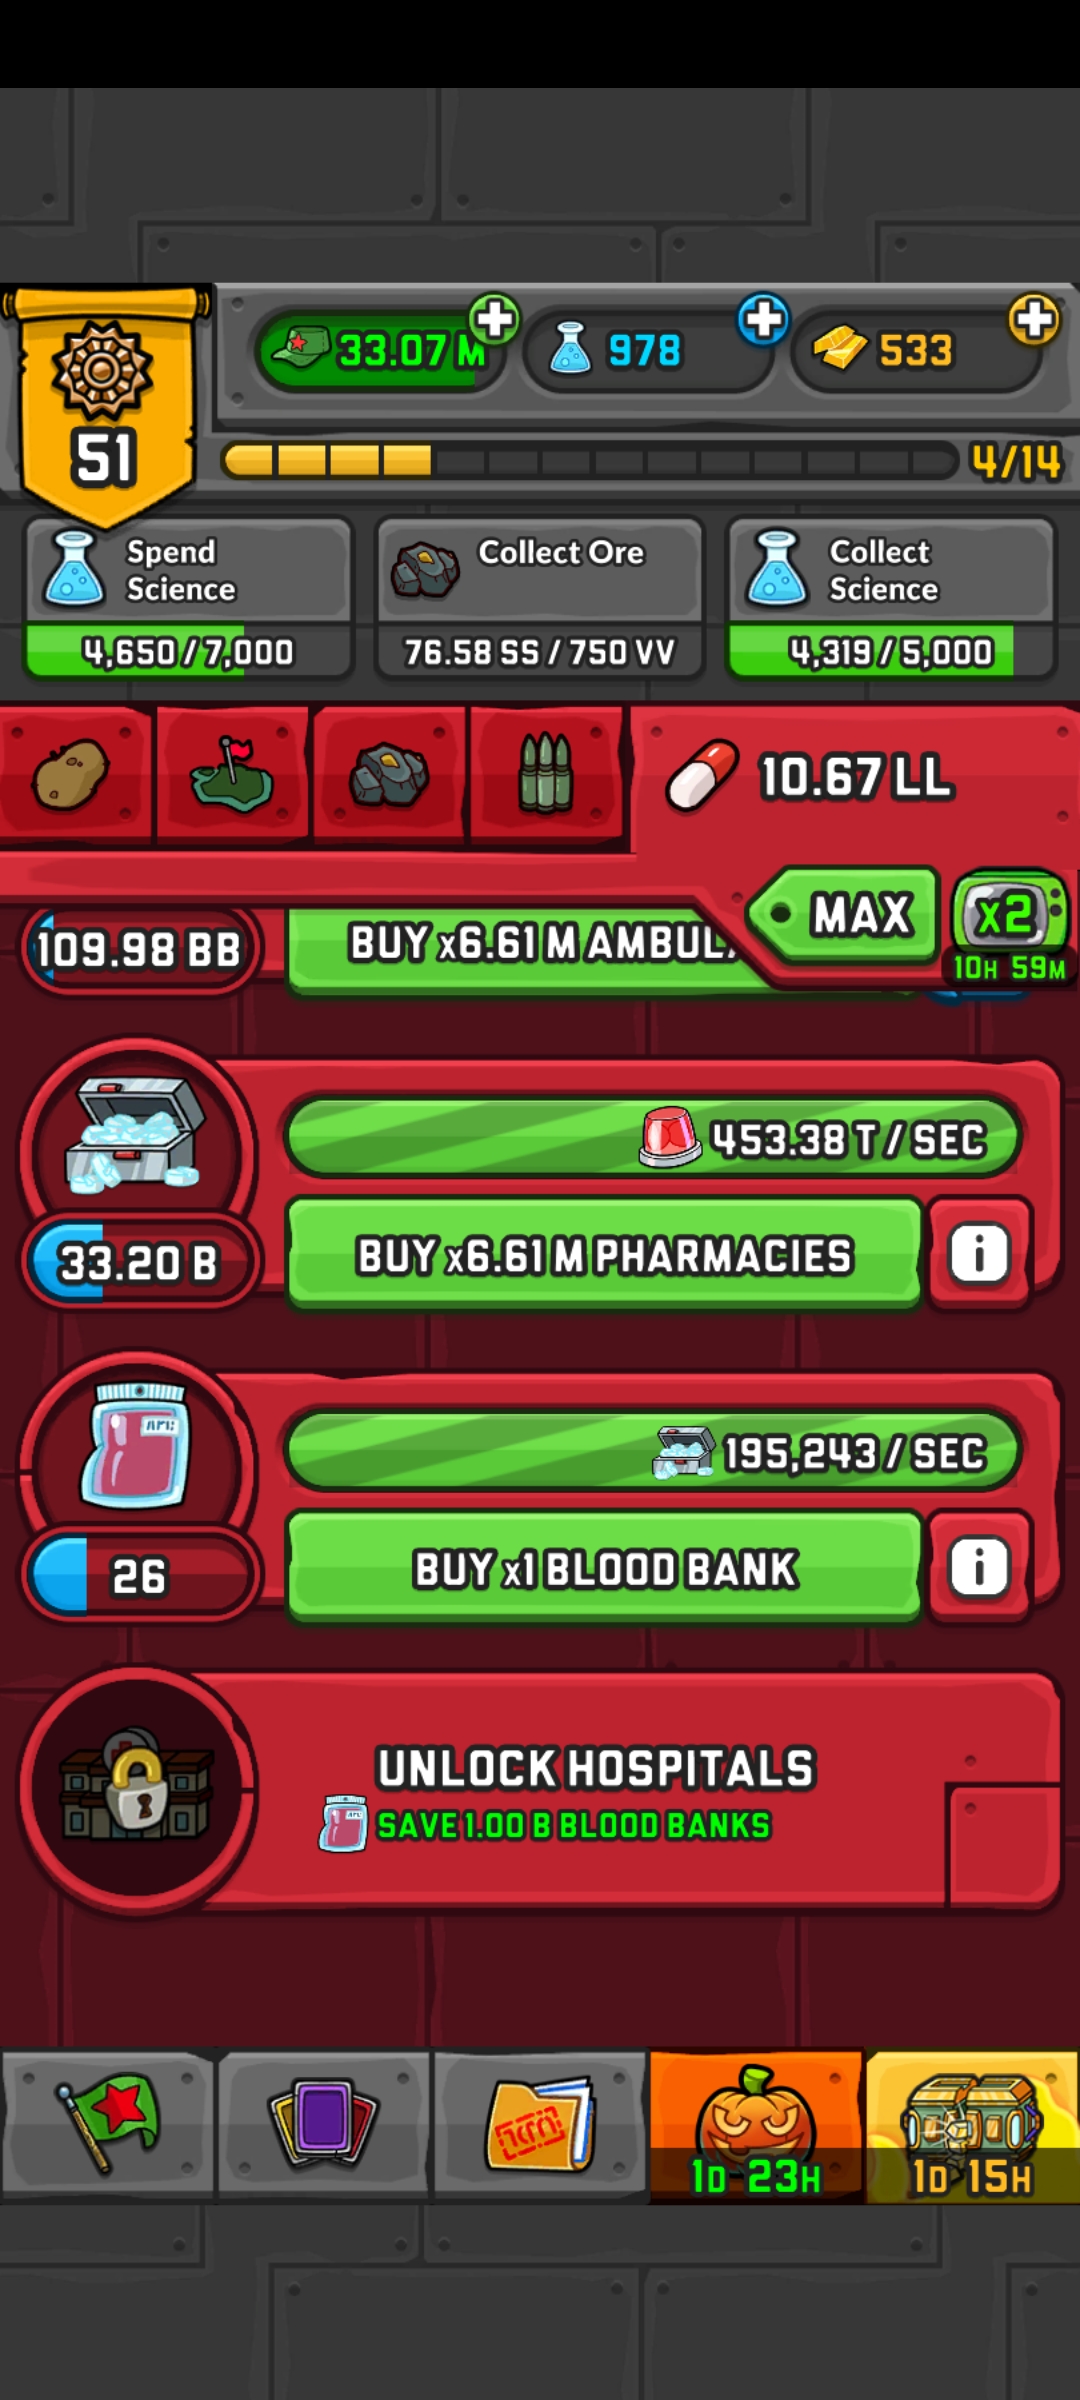 51
33.07 M
978
533
4/14
Spend
Science
4,650 / 7,000
Collect Ore
76.58 SS / 750 VV
Collect
Science
4,319 / 5,000
10.67 LL
MAX
x2
10H 59M
109.98 BB
BUY x6.61 M
453.38 T / SEC
33.20 B
BUY x6.61 M PHARMACIES
i
195,243 / SEC
26
BUY x1 BLOOD BANK
i
UNLOCK HOSPITALS
SAVE 1.00 B BLOOD BANKS
1D 23H
1D 15H